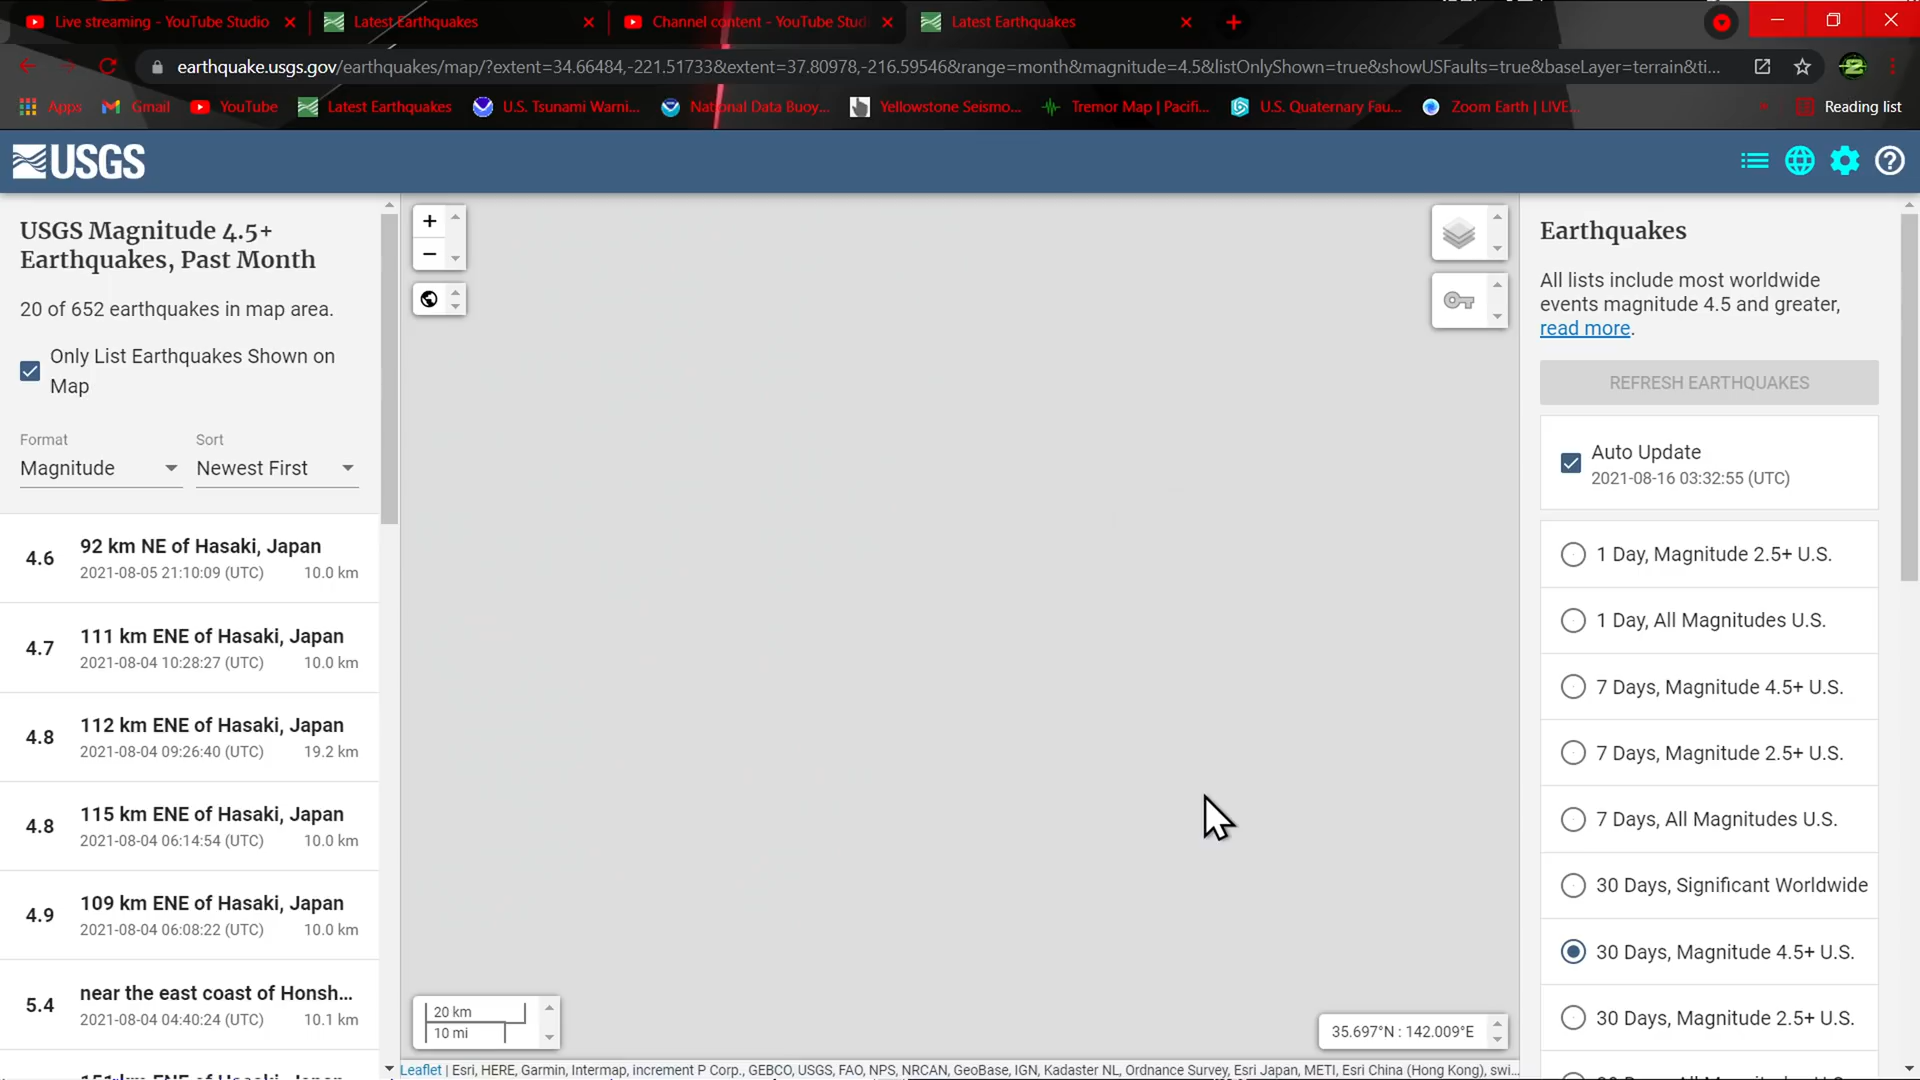 Live streaming - YouTube Studio
Latest Earthquakes
Channel content - YouTube Studi
Latest Earthquakes
earthquake.usgs.gov/earthquakes/map/?extent=34.66484,-221.51733&extent=37.80978,-216.59546&range=month&magnitude=4.5&listOnlyShown=true&showUSFaults=true&baseLayer=terrain&ti...
Apps
Gmail
YouTube
Latest Earthquakes
U.S. Tsunami Warni...
National Data Buoy...
Yellowstone Seismo...
Tremor Map | Pacifi...
U.S. Quaternary Fau...
Zoom Earth | LIVE...
Reading list
USGS
USGS Magnitude 4.5+
Earthquakes, Past Month
20 of 652 earthquakes in map area.
Only List Earthquakes Shown on
Map
Format
Sort
Magnitude
Newest First
4.6
92 km NE of Hasaki, Japan
2021-08-05 21:10:09 (UTC)
10.0 km
4.7
111 km ENE of Hasaki, Japan
2021-08-04 10:28:27 (UTC)
10.0 km
4.8
112 km ENE of Hasaki, Japan
2021-08-04 09:26:40 (UTC)
19.2 km
4.8
115 km ENE of Hasaki, Japan
2021-08-04 06:14:54 (UTC)
10.0 km
4.9
109 km ENE of Hasaki, Japan
2021-08-04 06:08:22 (UTC)
10.0 km
5.4
near the east coast of Honsh...
2021-08-04 04:40:24 (UTC)
10.1 km
+
−
20 km
10 mi
35.697°N : 142.009°E
Leaflet | Esri, HERE, Garmin, Intermap, increment P Corp., GEBCO, USGS, FAO, NPS, NRCAN, GeoBase, IGN, Kadaster NL, Ordnance Survey, Esri Japan, METI, Esri China (Hong Kong), swi...
Earthquakes
All lists include most worldwide
events magnitude 4.5 and greater,
read more.
REFRESH EARTHQUAKES
Auto Update
2021-08-16 03:32:55 (UTC)
1 Day, Magnitude 2.5+ U.S.
1 Day, All Magnitudes U.S.
7 Days, Magnitude 4.5+ U.S.
7 Days, Magnitude 2.5+ U.S.
7 Days, All Magnitudes U.S.
30 Days, Significant Worldwide
30 Days, Magnitude 4.5+ U.S.
30 Days, Magnitude 2.5+ U.S.